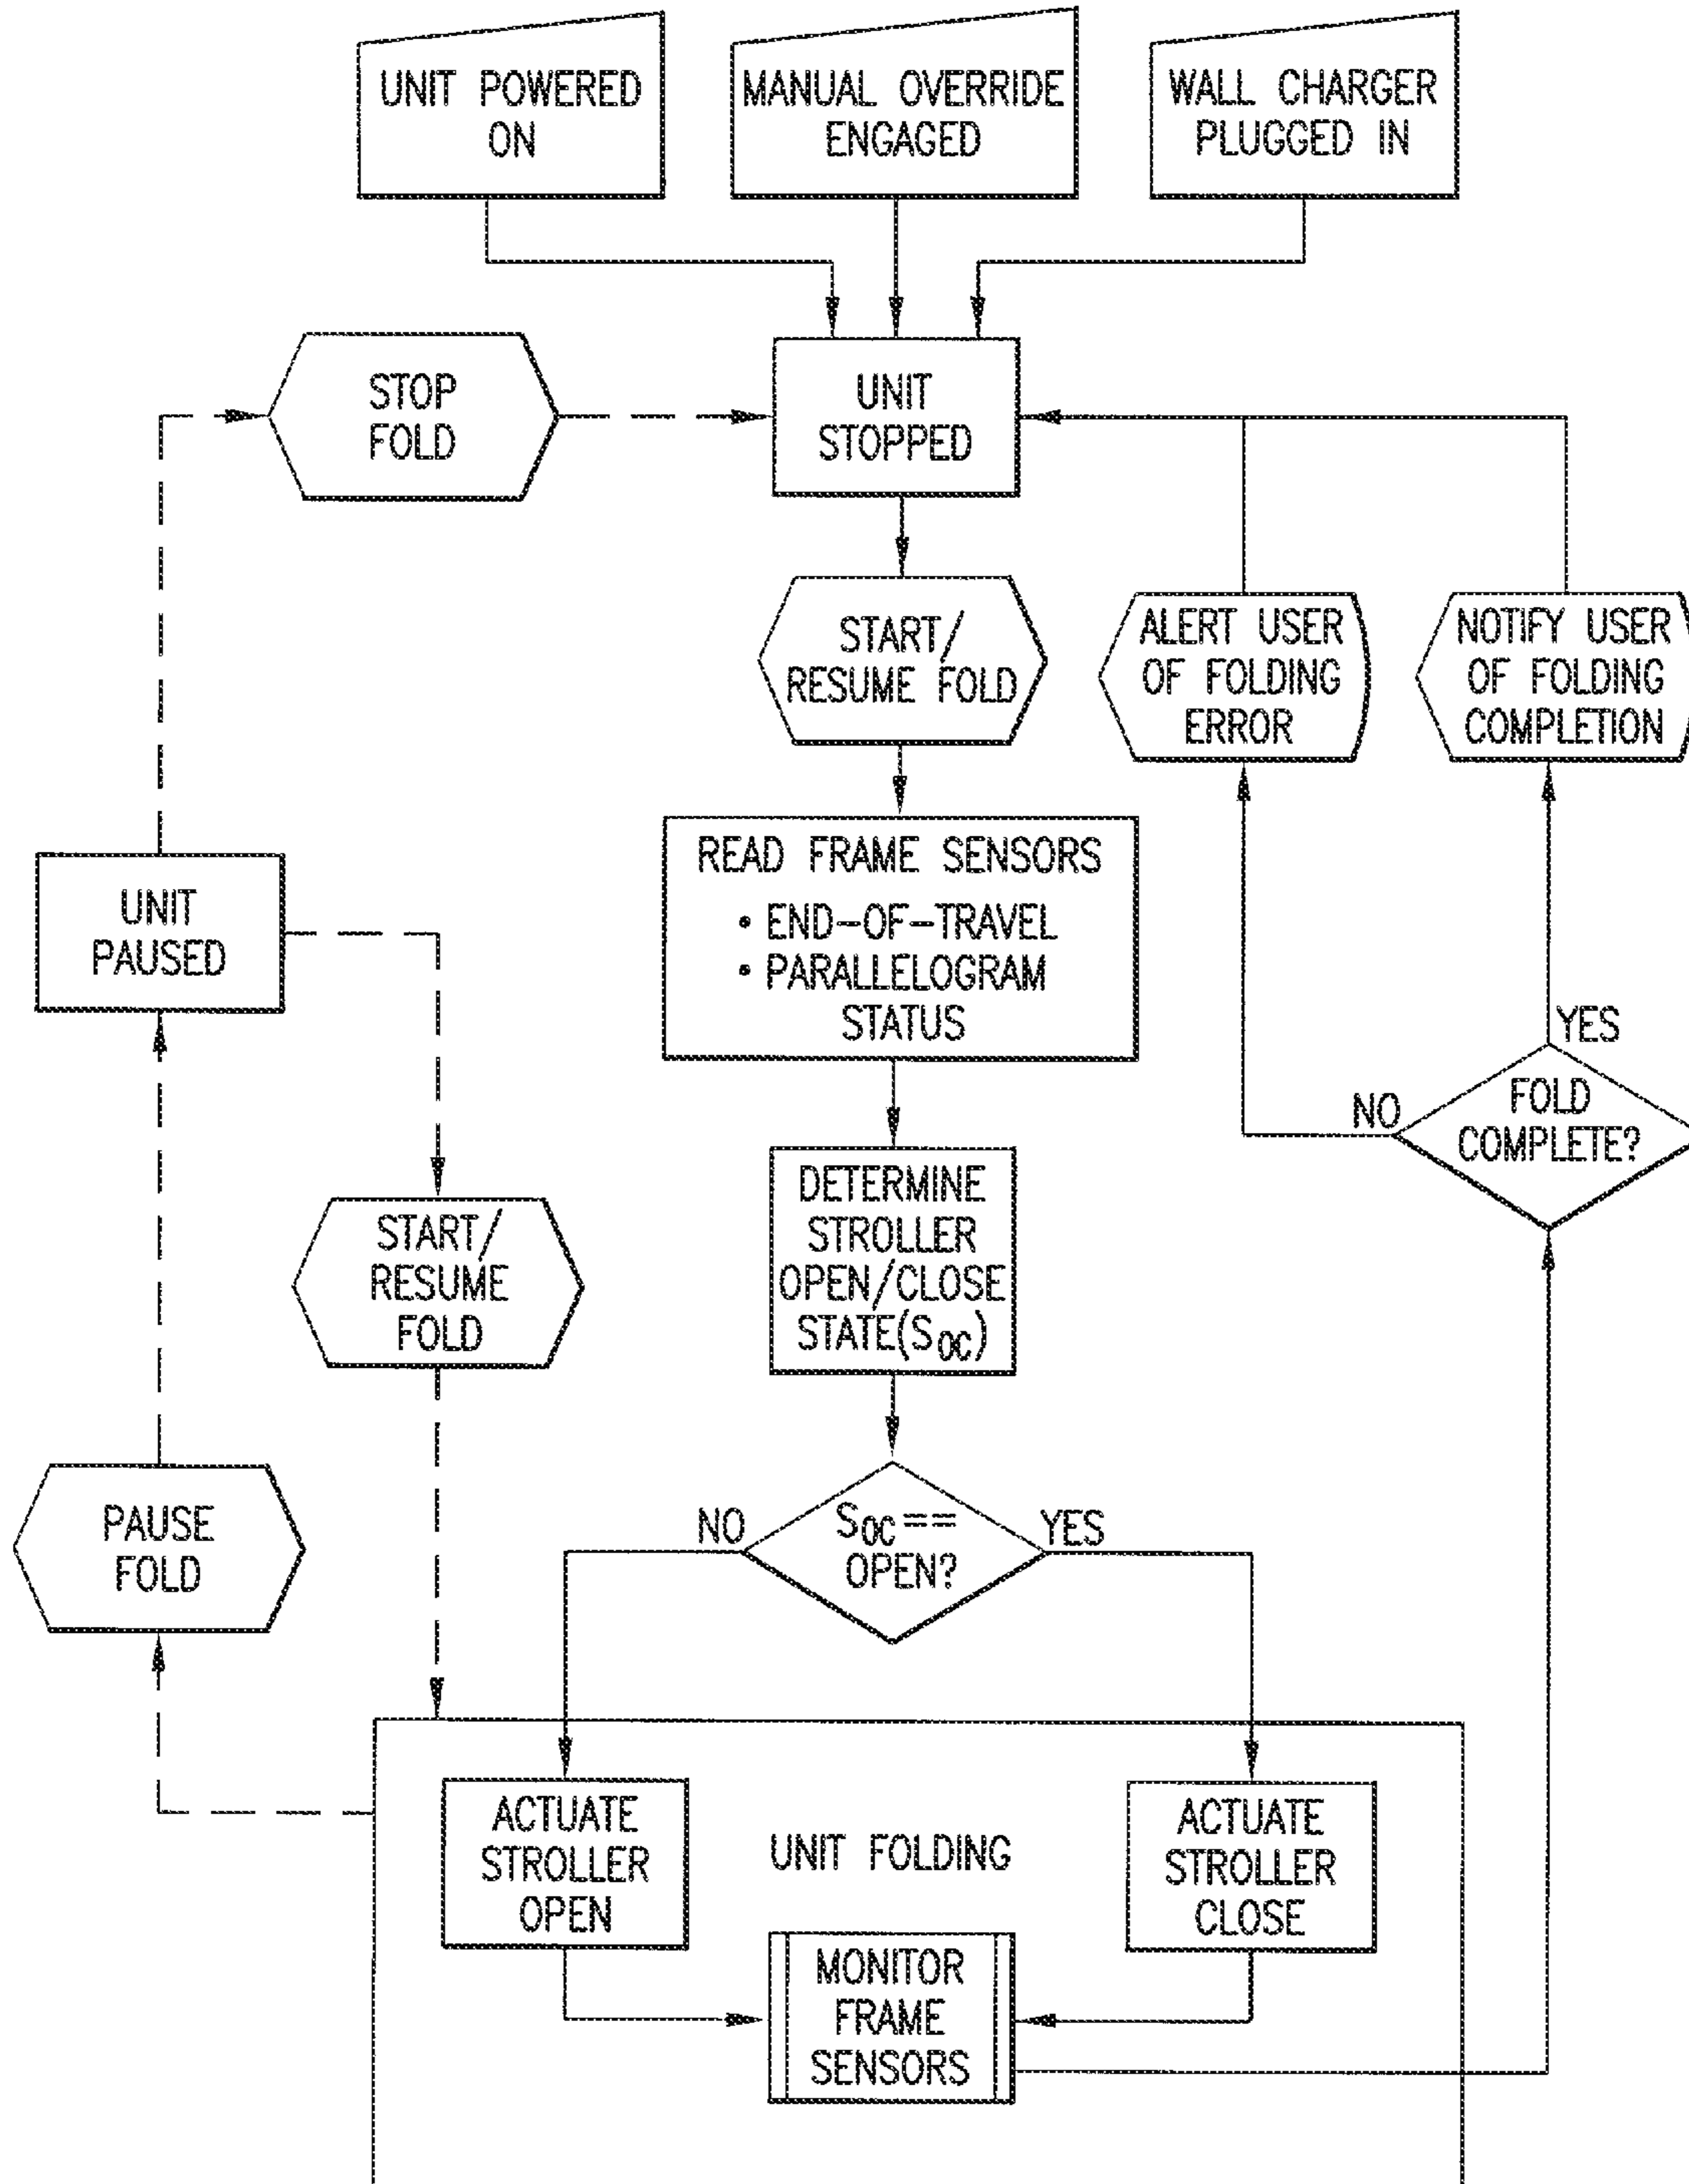 UNIT POWERED
ON
MANUAL OVERRIDE
ENGAGED
WALL CHARGER
PLUGGED IN
STOP
FOLD
UNIT
STOPPED
START/
RESUME FOLD
ALERT USER
OF FOLDING
ERROR
NOTIFY USER
OF FOLDING
COMPLETION
READ FRAME SENSORS
• END-OF-TRAVEL
• PARALLELOGRAM
STATUS
UNIT
PAUSED
YES
FOLD
COMPLETE?
NO
DETERMINE
STROLLER
OPEN/CLOSE
STATE(SOC)
START/
RESUME
FOLD
PAUSE
FOLD
NO
SOC==
OPEN?
YES
ACTUATE
STROLLER
OPEN
UNIT FOLDING
ACTUATE
STROLLER
CLOSE
MONITOR
FRAME
SENSORS